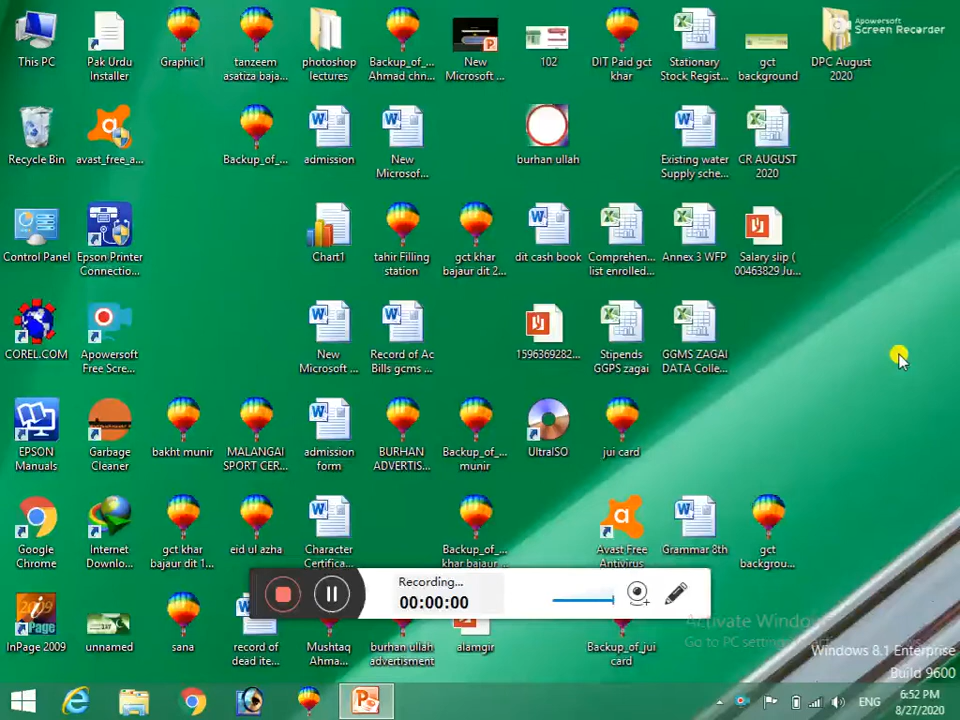 This PC
Pak Urdu
Installer
Graphic1
tanzeem
asatiza baja...
photoshop
lectures
Backup_of_
Ahmad chn...
New
Microsoft ...
102
DIT Paid gct
khar
Stationary
Stock Regist...
gct
background
DPC August
2020
Apowersoft
Screen Recorder
Recycle Bin
avast_free_a...
Backup_of_...
admission
New
Microsof...
burhan ullah
Existing water
Supply sche...
CR AUGUST
2020
Control Panel
Epson Printer
Connectio...
Chart1
tahir Filling
station
gct khar
bajaur dit 2...
dit cash book
Comprehen...
list enrolled...
Annex 3 WFP
Salary slip (
00463829 Ju...
COREL.COM
Apowersoft
Free Scre...
New
Microsoft ...
Record of Ac
Bills gcms ...
1596369282...
Stipends
GGPS zagai
GGMS ZAGAI
DATA Colle...
EPSON
Manuals
Garbage
Cleaner
bakht munir
MALANGAI
SPORT CER...
admission
form
BURHAN
ADVERTIS...
Backup_of_
munir
UltraISO
jui card
Google
Chrome
Internet
Downlo...
gct khar
bajaur dit 1...
eid ul azha
Character
Certifica...
Backup_of_...
khar bajaur...
Avast Free
Antivirus
Grammar 8th
gct
backgrou...
Recording...
00:00:00
InPage 2009
unnamed
sana
record of
dead ite...
Mushtaq
Ahma...
burhan ullah
advertisment
alamgir
Backup_of_jui
card
Activate Windo
Go to PC setting
Windows 8.1 Enterprise
Build 9600
ENG
6:52 PM
8/27/2020